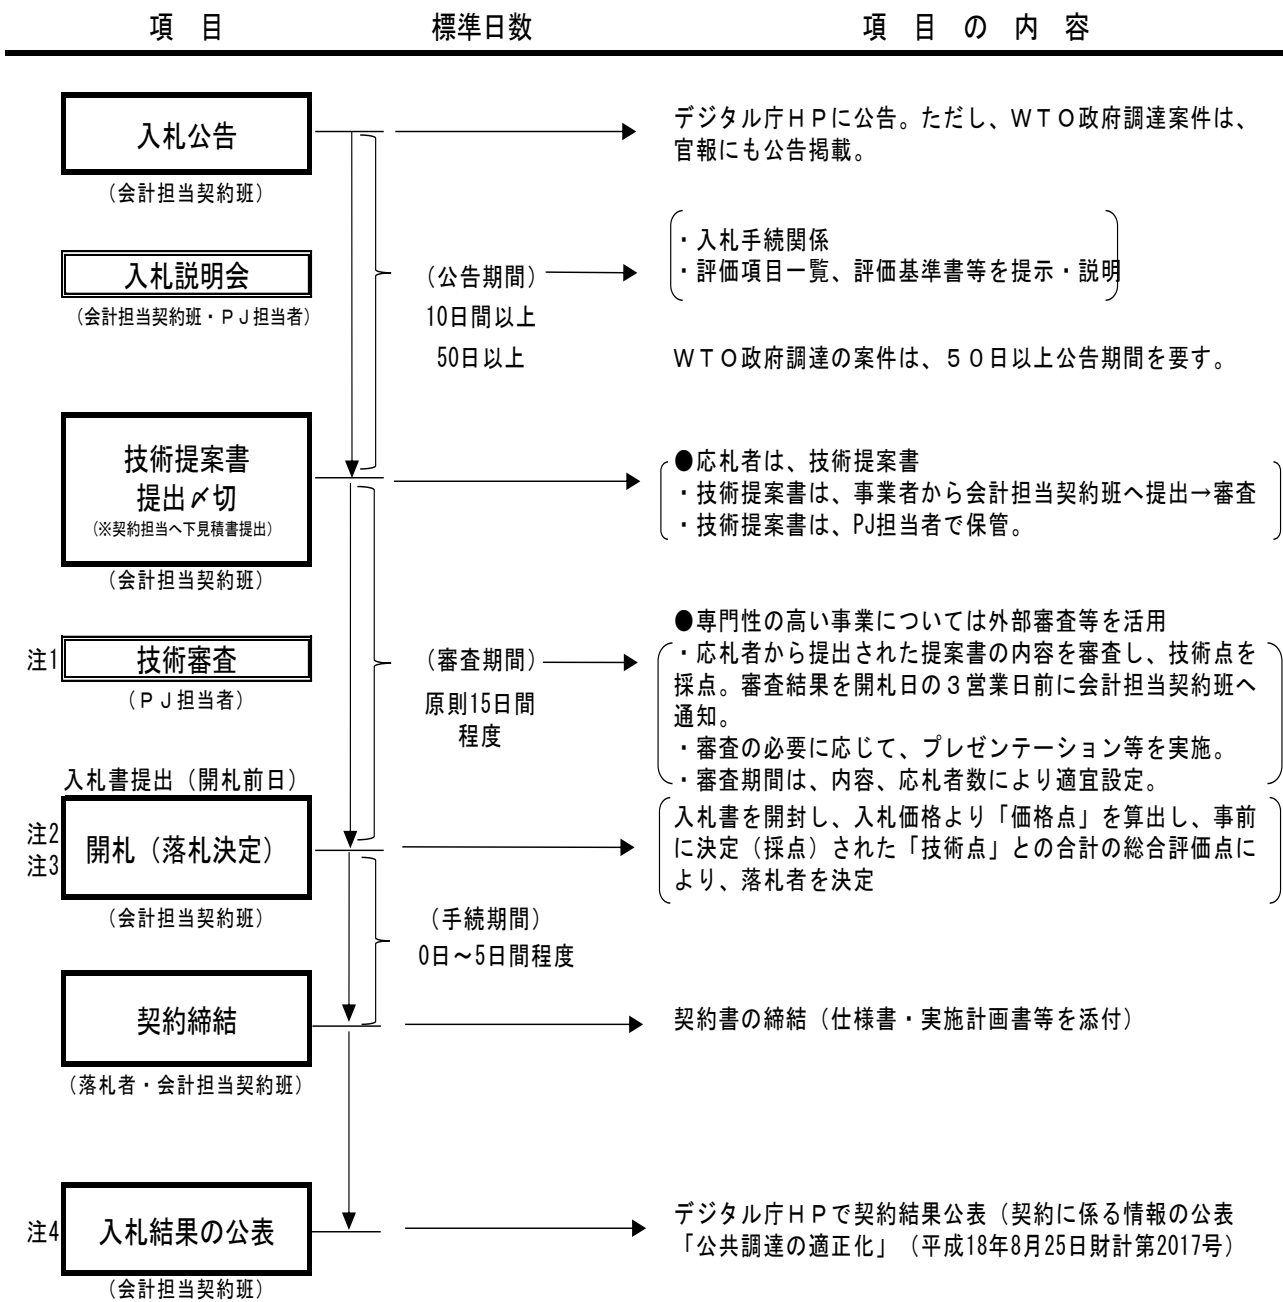 項　目　標準日数　項　目　の　内　容
入札公告
（会計担当契約班）
デジタル庁ＨＰに公告。ただし、ＷＴＯ政府調達案件は、
官報にも公告掲載。
入札説明会
（会計担当契約班・ＰＪ担当者）
（公告期間）
10日間以上
50日以上
・入札手続関係
・評価項目一覧、評価基準書等を提示・説明
ＷＴＯ政府調達の案件は、５０日以上公告期間を要す。
技術提案書
提出〆切
（※契約担当へ下見積書提出）
（会計担当契約班）
●応札者は、技術提案書
・技術提案書は、事業者から会計担当契約班へ提出→審査
・技術提案書は、PJ担当者で保管。
注1
技術審査
（ＰＪ担当者）
（審査期間）
原則15日間
程度
●専門性の高い事業については外部審査等を活用
・応札者から提出された提案書の内容を審査し、技術点を
採点。審査結果を開札日の３営業日前に会計担当契約班へ
通知。
・審査の必要に応じて、プレゼンテーション等を実施。
・審査期間は、内容、応札者数により適宜設定。
入札書提出（開札前日）
注2
注3
開札（落札決定）
（会計担当契約班）
入札書を開封し、入札価格より「価格点」を算出し、事前
に決定（採点）された「技術点」との合計の総合評価点に
より、落札者を決定
（手続期間）
0日～5日間程度
契約締結
（落札者・会計担当契約班）
契約書の締結（仕様書・実施計画書等を添付）
注4
入札結果の公表
（会計担当契約班）
デジタル庁ＨＰで契約結果公表（契約に係る情報の公表
「公共調達の適正化」（平成18年8月25日財計第2017号）